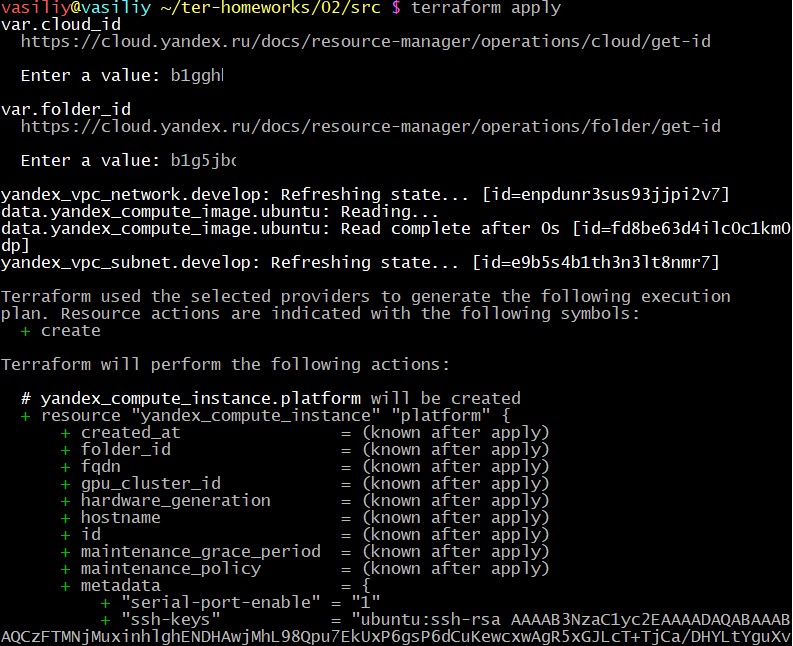 vasiliy@vasiliy ~/ter-homeworks/02/src $ terraform apply
var.cloud_id
  https://cloud.yandex.ru/docs/resource-manager/operations/cloud/get-id
  Enter a value: b1ggh
var.folder_id
  https://cloud.yandex.ru/docs/resource-manager/operations/folder/get-id
  Enter a value: b1g5jbc
yandex_vpc_network.develop: Refreshing state... [id=enpdunr3sus93jjpi2v7]
data.yandex_compute_image.ubuntu: Reading...
data.yandex_compute_image.ubuntu: Read complete after 0s [id=fd8be63d4ilc0c1km0
dp]
yandex_vpc_subnet.develop: Refreshing state... [id=e9b5s4b1th3n3lt8nmr7]
Terraform used the selected providers to generate the following execution
plan. Resource actions are indicated with the following symbols:
  + create
Terraform will perform the following actions:
  # yandex_compute_instance.platform will be created
  + resource "yandex_compute_instance" "platform" {
      + created_at                = (known after apply)
      + folder_id                 = (known after apply)
      + fqdn                      = (known after apply)
      + gpu_cluster_id            = (known after apply)
      + hardware_generation       = (known after apply)
      + hostname                  = (known after apply)
      + id                        = (known after apply)
      + maintenance_grace_period  = (known after apply)
      + maintenance_policy        = (known after apply)
      + metadata                  = {
          + "serial-port-enable" = "1"
          + "ssh-keys"           = "ubuntu:ssh-rsa AAAAB3NzaC1yc2EAAAADAQABAAAB
AQCzFTMNjMuxinhlghENDHAwjMhL98Qpu7EkUxP6gsP6dCuKewcxwAgR5xGJLcT+TjCa/DHYLtYguXv